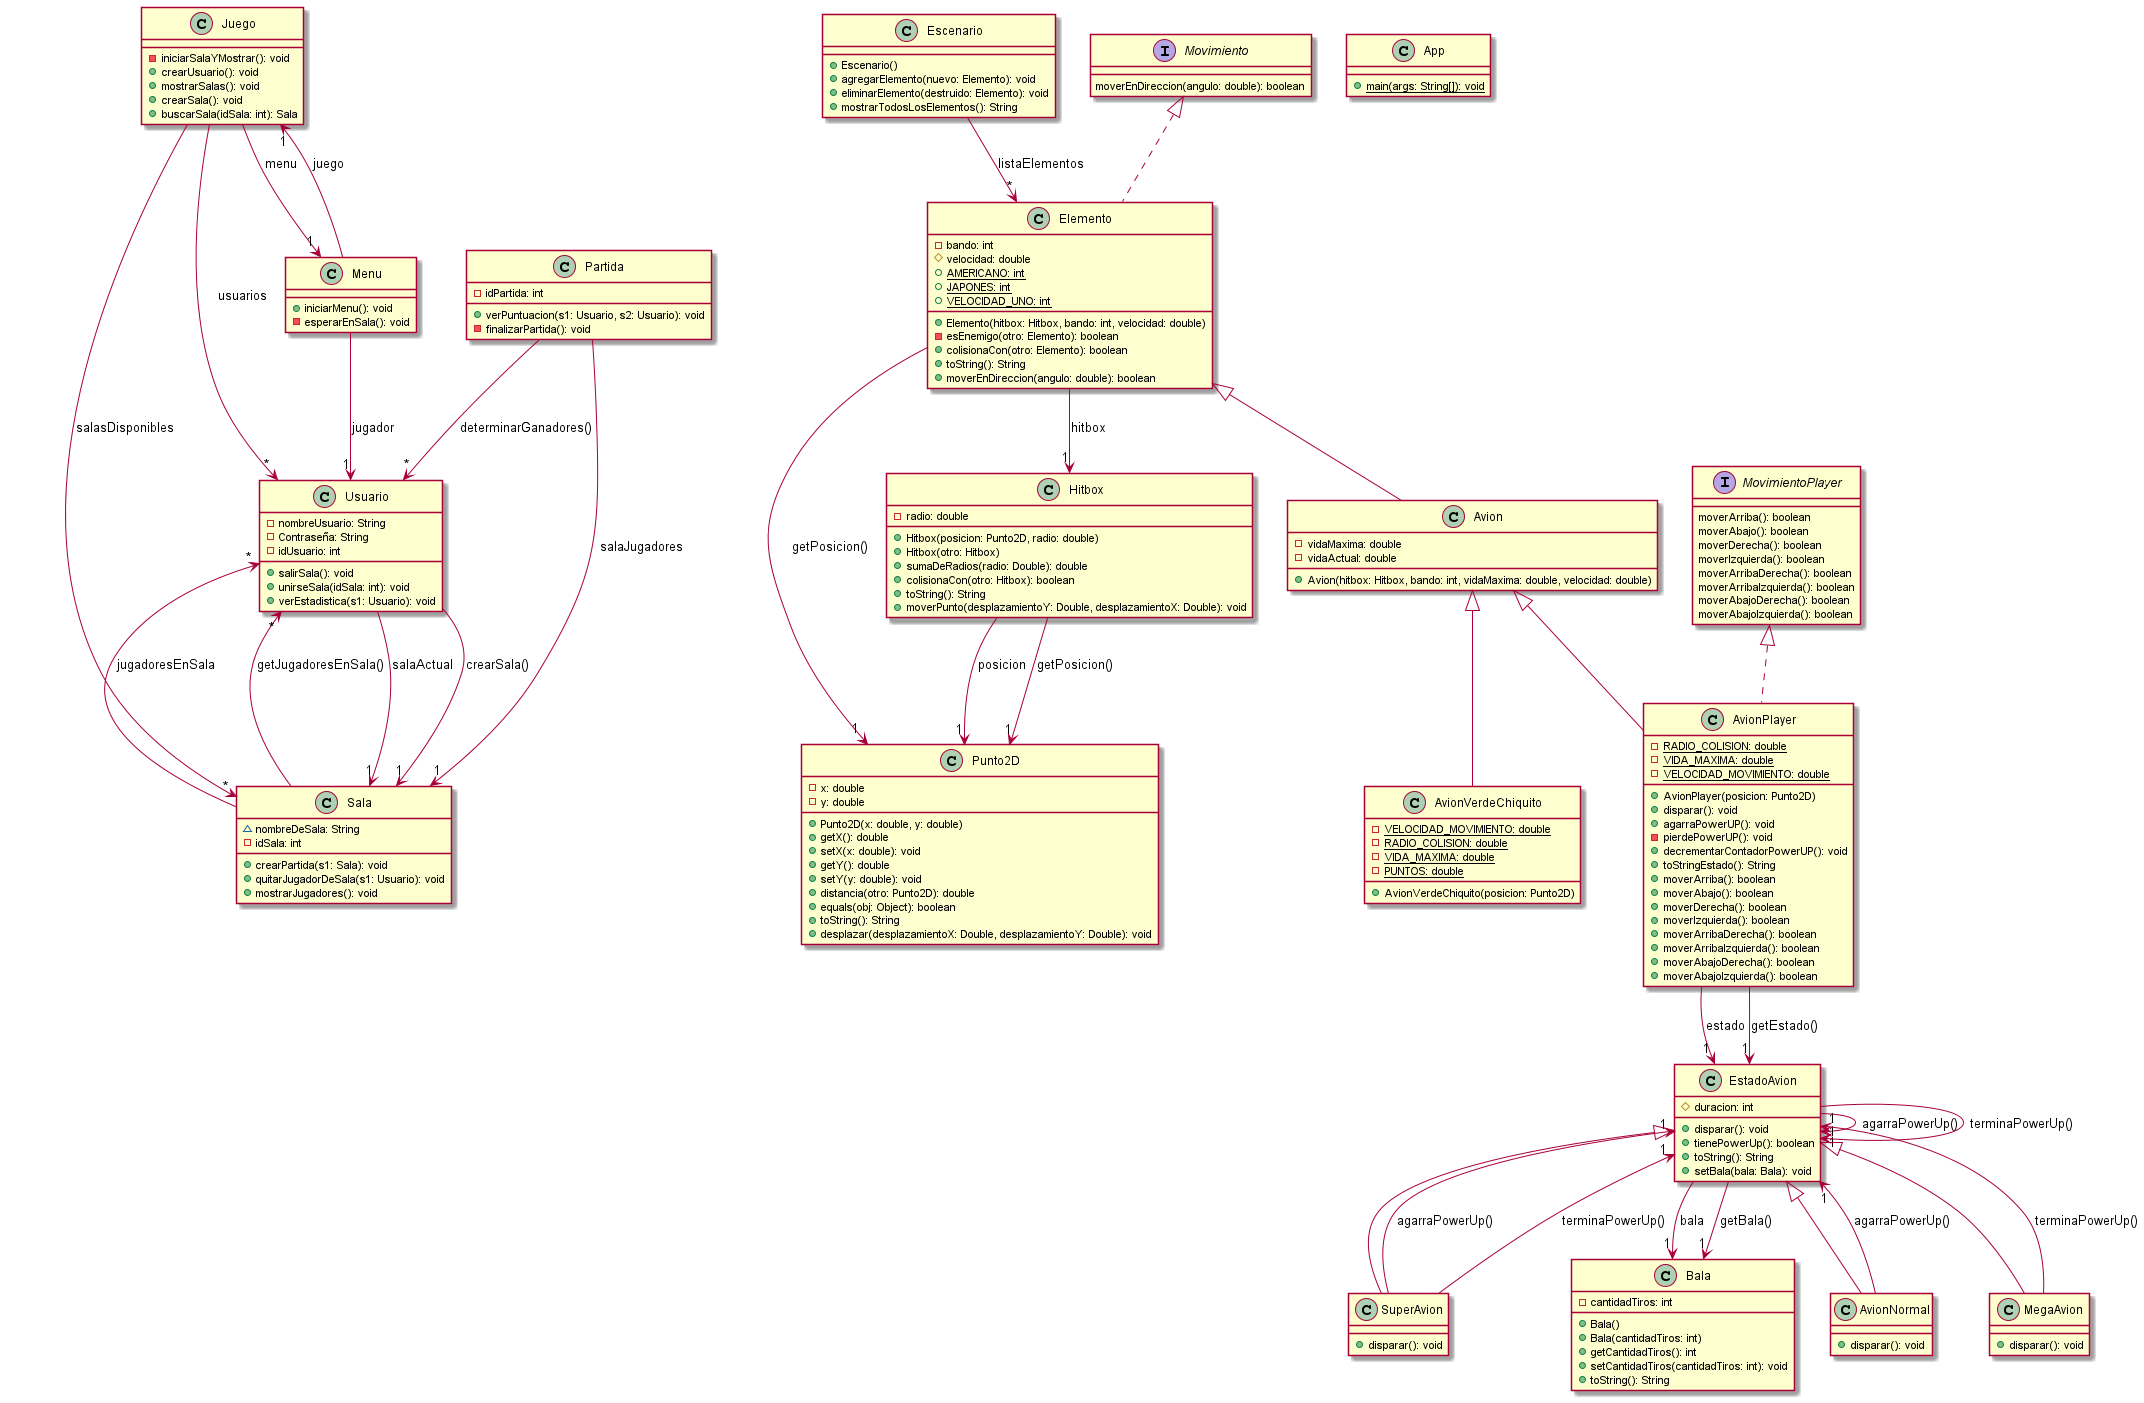 C Juego
iniciarSalaYMostrar(): void
crearUsuario(): void
mostrarSalas(): void
crearSala(): void
buscarSala(idSala: int): Sala
C Escenario
Escenario()
agregarElemento(nuevo: Elemento): void
eliminarElemento(destruido: Elemento): void
mostrarTodosLosElementos(): String
I Movimiento
moverEnDireccion(angulo: double): boolean
C App
main(args: String[]): void
1
menu
juego
listaElementos
*
1
C Menu
iniciarMenu(): void
esperarEnSala(): void
C Partida
idPartida: int
verPuntuacion(s1: Usuario, s2: Usuario): void
finalizarPartida(): void
C Elemento
bando: int
velocidad: double
AMERICANO: int
JAPONES: int
VELOCIDAD_UNO: int
Elemento(hitbox: Hitbox, bando: int, velocidad: double)
esEnemigo(otro: Elemento): boolean
colisionaCon(otro: Elemento): boolean
toString(): String
moverEnDireccion(angulo: double): boolean
usuarios
salasDisponibles
jugador
determinarGanadores()
hitbox
*
1
*
1
C Usuario
nombreUsuario: String
Contraseña: String
idUsuario: int
salirSala(): void
unirseSala(idSala: int): void
verEstadistica(s1: Usuario): void
salaJugadores
getPosicion()
C Hitbox
radio: double
Hitbox(posicion: Punto2D, radio: double)
Hitbox(otro: Hitbox)
sumaDeRadios(radio: Double): double
colisionaCon(otro: Hitbox): boolean
toString(): String
moverPunto(desplazamientoY: Double, desplazamientoX: Double): void
C Avion
vidaMaxima: double
vidaActual: double
Avion(hitbox: Hitbox, bando: int, vidaMaxima: double, velocidad: double)
I MovimientoPlayer
moverArriba(): boolean
moverAbajo(): boolean
moverDerecha(): boolean
moverIzquierda(): boolean
moverArribaDerecha(): boolean
moverArribaIzquierda(): boolean
moverAbajoDerecha(): boolean
moverAbajoIzquierda(): boolean
*
*
jugadoresEnSala
getJugadoresEnSala()
salaActual
crearSala()
posicion
getPosicion()
*
1
1
1
1
1
1
C Sala
nombreDeSala: String
idSala: int
crearPartida(s1: Sala): void
quitarJugadorDeSala(s1: Usuario): void
mostrarJugadores(): void
C Punto2D
x: double
y: double
Punto2D(x: double, y: double)
getX(): double
setX(x: double): void
getY(): double
setY(y: double): void
distancia(otro: Punto2D): double
equals(obj: Object): boolean
toString(): String
desplazar(desplazamientoX: Double, desplazamientoY: Double): void
C AvionVerdeChiquito
VELOCIDAD_MOVIMIENTO: double
RADIO_COLISION: double
VIDA_MAXIMA: double
PUNTOS: double
AvionVerdeChiquito(posicion: Punto2D)
C AvionPlayer
RADIO_COLISION: double
VIDA_MAXIMA: double
VELOCIDAD_MOVIMIENTO: double
AvionPlayer(posicion: Punto2D)
disparar(): void
agarraPowerUP(): void
pierdePowerUP(): void
decrementarContadorPowerUP(): void
toStringEstado(): String
moverArriba(): boolean
moverAbajo(): boolean
moverDerecha(): boolean
moverIzquierda(): boolean
moverArribaDerecha(): boolean
moverArribaIzquierda(): boolean
moverAbajoDerecha(): boolean
moverAbajoIzquierda(): boolean
estado
getEstado()
1
1
C EstadoAvion
duracion: int
disparar(): void
tienePowerUp(): boolean
toString(): String
setBala(bala: Bala): void
agarraPowerUp()
terminaPowerUp()
1
1
1
agarraPowerUp()
terminaPowerUp()
bala
getBala()
agarraPowerUp()
terminaPowerUp()
1
1
C SuperAvion
disparar(): void
C Bala
cantidadTiros: int
Bala()
Bala(cantidadTiros: int)
getCantidadTiros(): int
setCantidadTiros(cantidadTiros: int): void
toString(): String
C AvionNormal
disparar(): void
C MegaAvion
disparar(): void